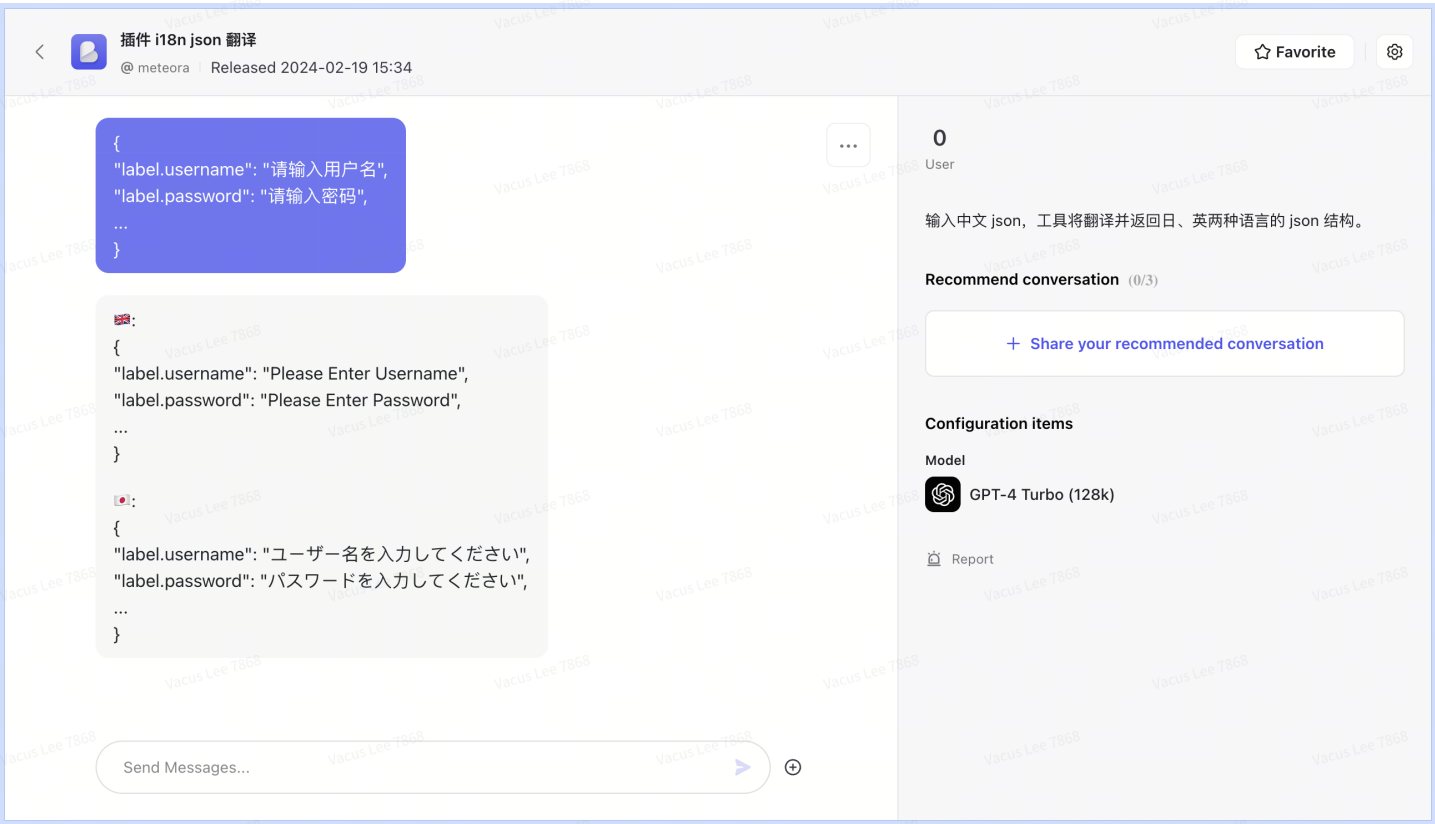 插件 i18n json 翻译
@ meteora
Released 2024-02-19 15:34
Favorite
{
"label.username": "请输入用户名",
"label.password": "请输入密码",
...
}
...
🇬🇧:
{
"label.username": "Please Enter Username",
"label.password": "Please Enter Password",
...
}
🇯🇵:
{
"label.username": "ユーザー名を入力してください",
"label.password": "パスワードを入力してください",
...
}
Send Messages...
0
User
输入中文 json，工具将翻译并返回日、英两种语言的 json 结构。
Recommend conversation (0/3)
+ Share your recommended conversation
Configuration items
Model
GPT-4 Turbo (128k)
Report
Vacus Lee 7868